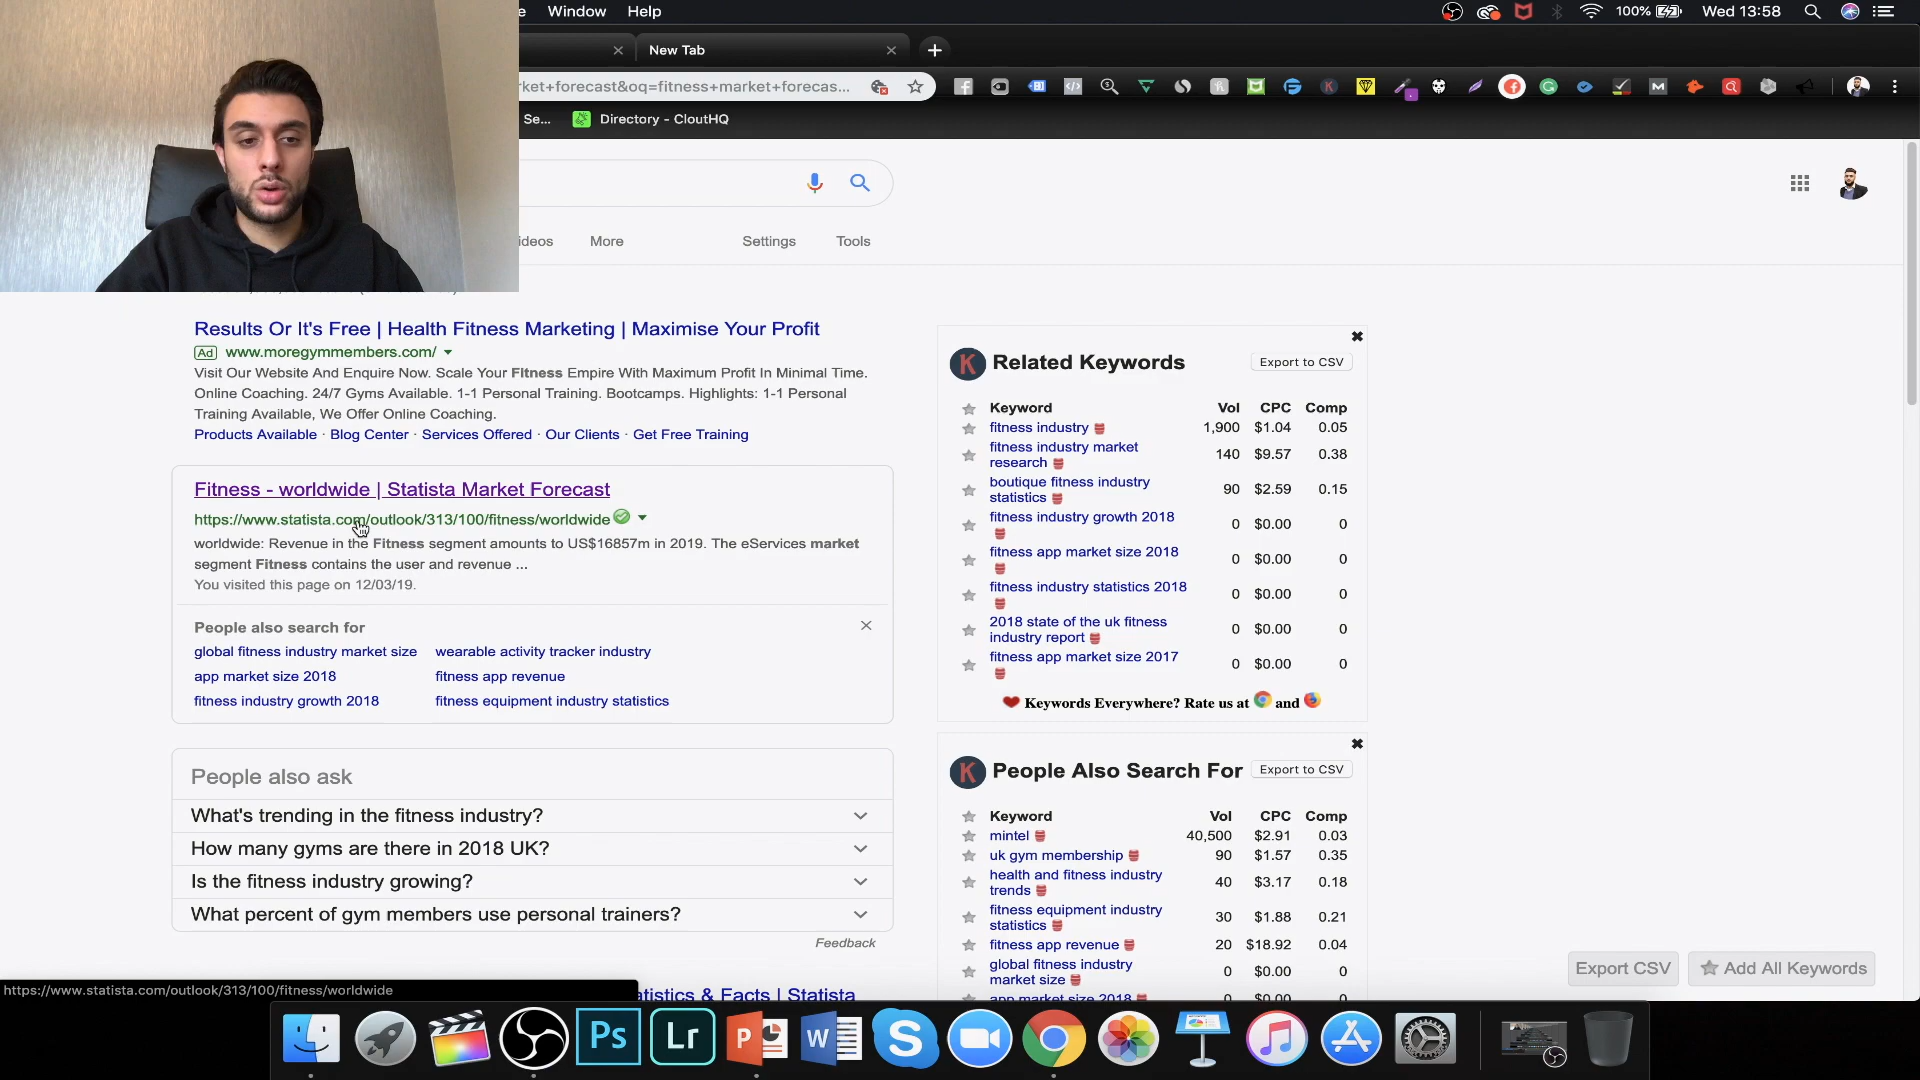 Window Help
100% Wed 13:58
New Tab
rket+forecast&oq=fitness+market+forecas...
Se... Directory - CloutHQ
ideos More Settings Tools
Results Or It's Free | Health Fitness Marketing | Maximise Your Profit
Ad www.moregymmembers.com/
Visit Our Website And Enquire Now. Scale Your Fitness Empire With Maximum Profit In Minimal Time.
Online Coaching. 24/7 Gyms Available. 1-1 Personal Training. Bootcamps. Highlights: 1-1 Personal
Training Available, We Offer Online Coaching.
Products Available · Blog Center · Services Offered · Our Clients · Get Free Training
Fitness - worldwide | Statista Market Forecast
https://www.statista.com/outlook/313/100/fitness/worldwide
worldwide: Revenue in the Fitness segment amounts to US$16857m in 2019. The eServices market
segment Fitness contains the user and revenue ...
You visited this page on 12/03/19.
People also search for
global fitness industry market size wearable activity tracker industry
app market size 2018 fitness app revenue
fitness industry growth 2018 fitness equipment industry statistics
People also ask
What's trending in the fitness industry?
How many gyms are there in 2018 UK?
Is the fitness industry growing?
What percent of gym members use personal trainers?
Feedback
atistics & Facts | Statista
https://www.statista.com/outlook/313/100/fitness/worldwide
K Related Keywords Export to CSV
Keyword Vol CPC Comp
fitness industry 1,900 $1.04 0.05
fitness industry market
research 140 $9.57 0.38
boutique fitness industry
statistics 90 $2.59 0.15
fitness industry growth 2018 0 $0.00 0
fitness app market size 2018 0 $0.00 0
fitness industry statistics 2018 0 $0.00 0
2018 state of the uk fitness
industry report 0 $0.00 0
fitness app market size 2017 0 $0.00 0
Keywords Everywhere? Rate us at and
K People Also Search For Export to CSV
Keyword Vol CPC Comp
mintel 40,500 $2.91 0.03
uk gym membership 90 $1.57 0.35
health and fitness industry
trends 40 $3.17 0.18
fitness equipment industry
statistics 30 $1.88 0.21
fitness app revenue 20 $18.92 0.04
global fitness industry
market size 0 $0.00 0
app market size 2018 0 $0.00 0
Export CSV Add All Keywords
Ps Lr P W S